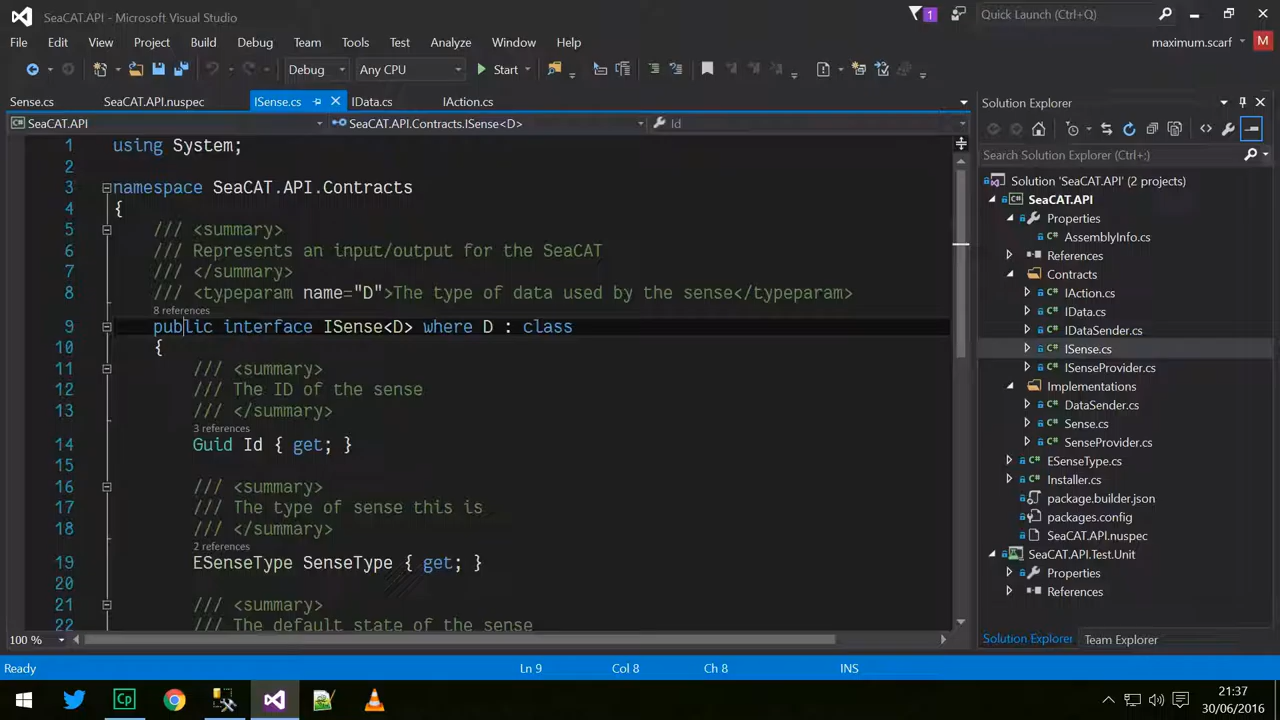 SeaCAT.API - Microsoft Visual Studio
1
Quick Launch (Ctrl+Q)
File Edit View Project Build Debug Team Tools Test Analyze Window Help
maximum.scarf M
Debug Any CPU Start
Sense.cs SeaCAT.API.nuspec ISense.cs IData.cs IAction.cs
SeaCAT.API SeaCAT.API.Contracts.ISense<D> Id
1 using System;
2
3 namespace SeaCAT.API.Contracts
4 {
5 /// <summary>
6 /// Represents an input/output for the SeaCAT
7 /// </summary>
8 /// <typeparam name="D">The type of data used by the sense</typeparam>
8 references
9 public interface ISense<D> where D : class
10 {
11 /// <summary>
12 /// The ID of the sense
13 /// </summary>
3 references
14 Guid Id { get; }
15
16 /// <summary>
17 /// The type of sense this is
18 /// </summary>
2 references
19 ESenseType SenseType { get; }
20
21 /// <summary>
22 /// The default state of the sense
100 %
Solution Explorer
Search Solution Explorer (Ctrl+;)
Solution 'SeaCAT.API' (2 projects)
SeaCAT.API
Properties
C# AssemblyInfo.cs
References
Contracts
C# IAction.cs
C# IData.cs
C# IDataSender.cs
C# ISense.cs
C# ISenseProvider.cs
Implementations
C# DataSender.cs
C# Sense.cs
C# SenseProvider.cs
C# ESenseType.cs
C# Installer.cs
package.builder.json
packages.config
SeaCAT.API.nuspec
SeaCAT.API.Test.Unit
Properties
References
Solution Explorer Team Explorer
Ready Ln 9 Col 8 Ch 8 INS
Cp
21:37
30/06/2016